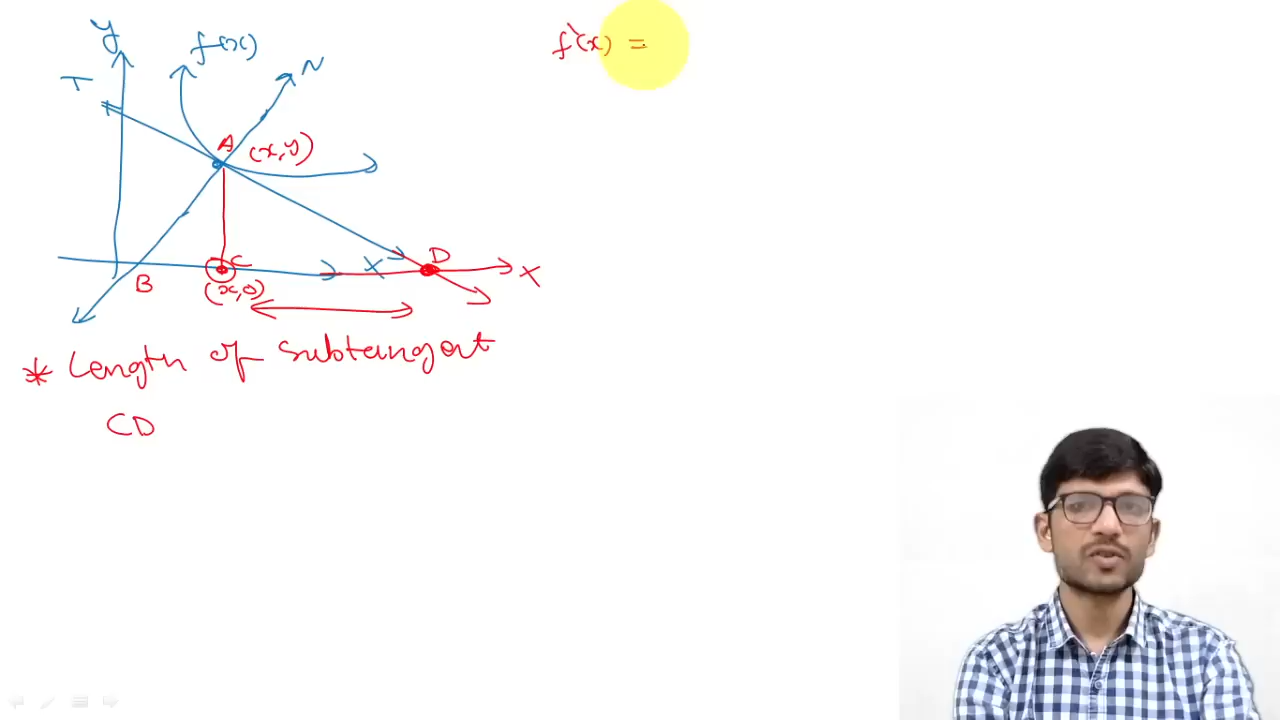 y
f(x)
N
T
A (x,y)
C
D
B
X
X
(x,0)
* Length of subtangent
CD
f'(x) =